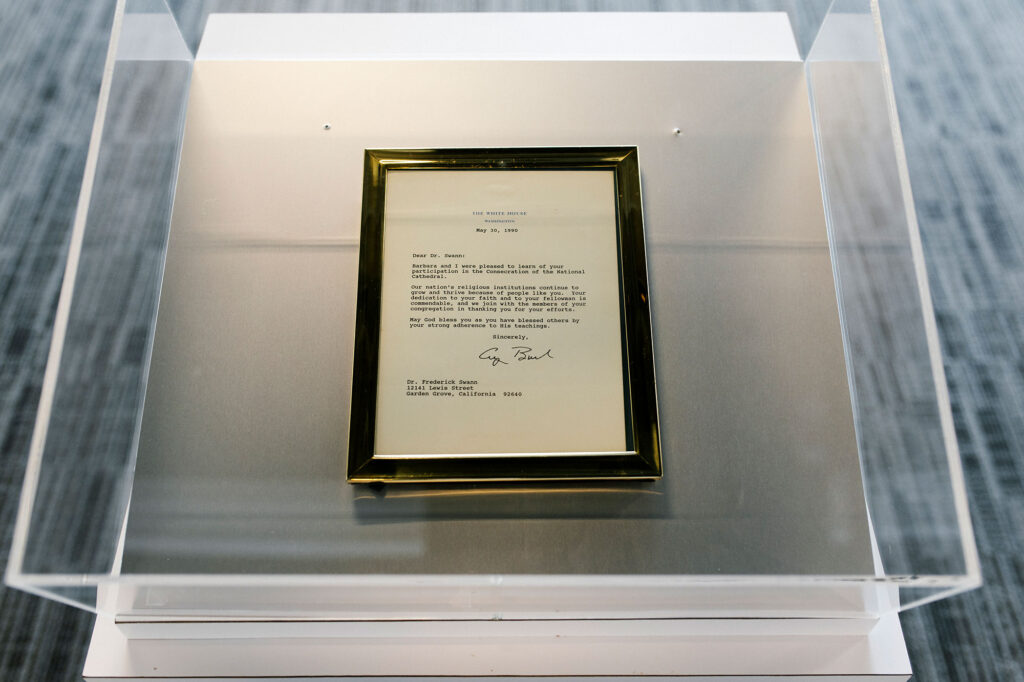 THE WHITE HOUSE
WASHINGTON
May 30, 1990
Dear Dr. Swann:
Barbara and I were pleased to learn of your
participation in the Consecration of the National
Cathedral.
Our nation's religious institutions continue to
grow and thrive because of people like you. Your
dedication to your faith and to your fellowman is
commendable, and we join with the members of your
congregation in thanking you for your efforts.
May God bless you as you have blessed others by
your strong adherence to His teachings.
Sincerely,
Dr. Frederick Swann
12141 Lewis Street
Garden Grove, California 92640